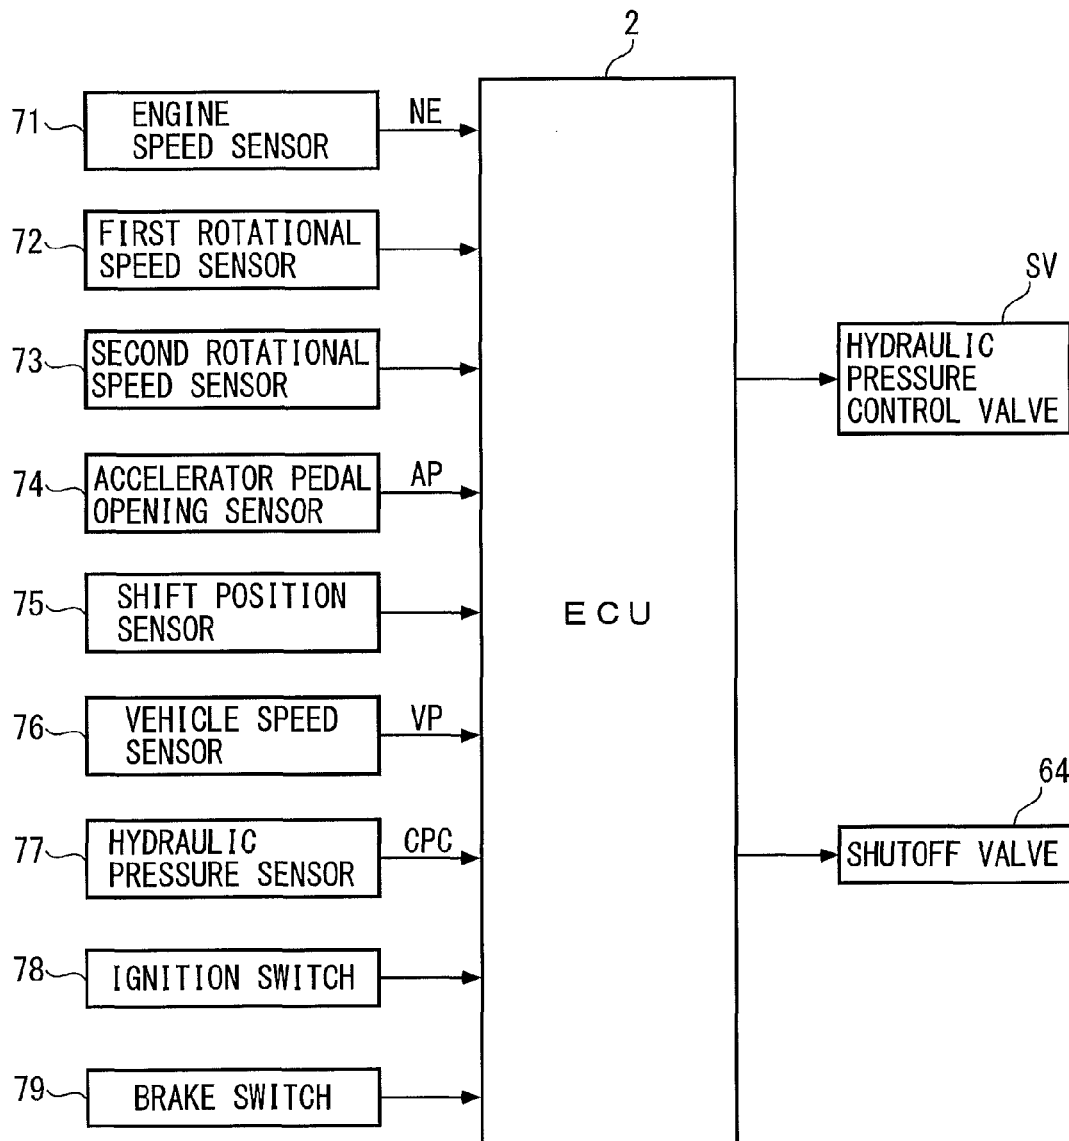 2
71
ENGINE
SPEED SENSOR
NE
72
FIRST ROTATIONAL
SPEED SENSOR
73
SECOND ROTATIONAL
SPEED SENSOR
74
ACCELERATOR PEDAL
OPENING SENSOR
AP
75
SHIFT POSITION
SENSOR
76
VEHICLE SPEED
SENSOR
VP
77
HYDRAULIC
PRESSURE SENSOR
CPC
78
IGNITION SWITCH
79
BRAKE SWITCH
ECU
SV
HYDRAULIC
PRESSURE
CONTROL VALVE
64
SHUTOFF VALVE